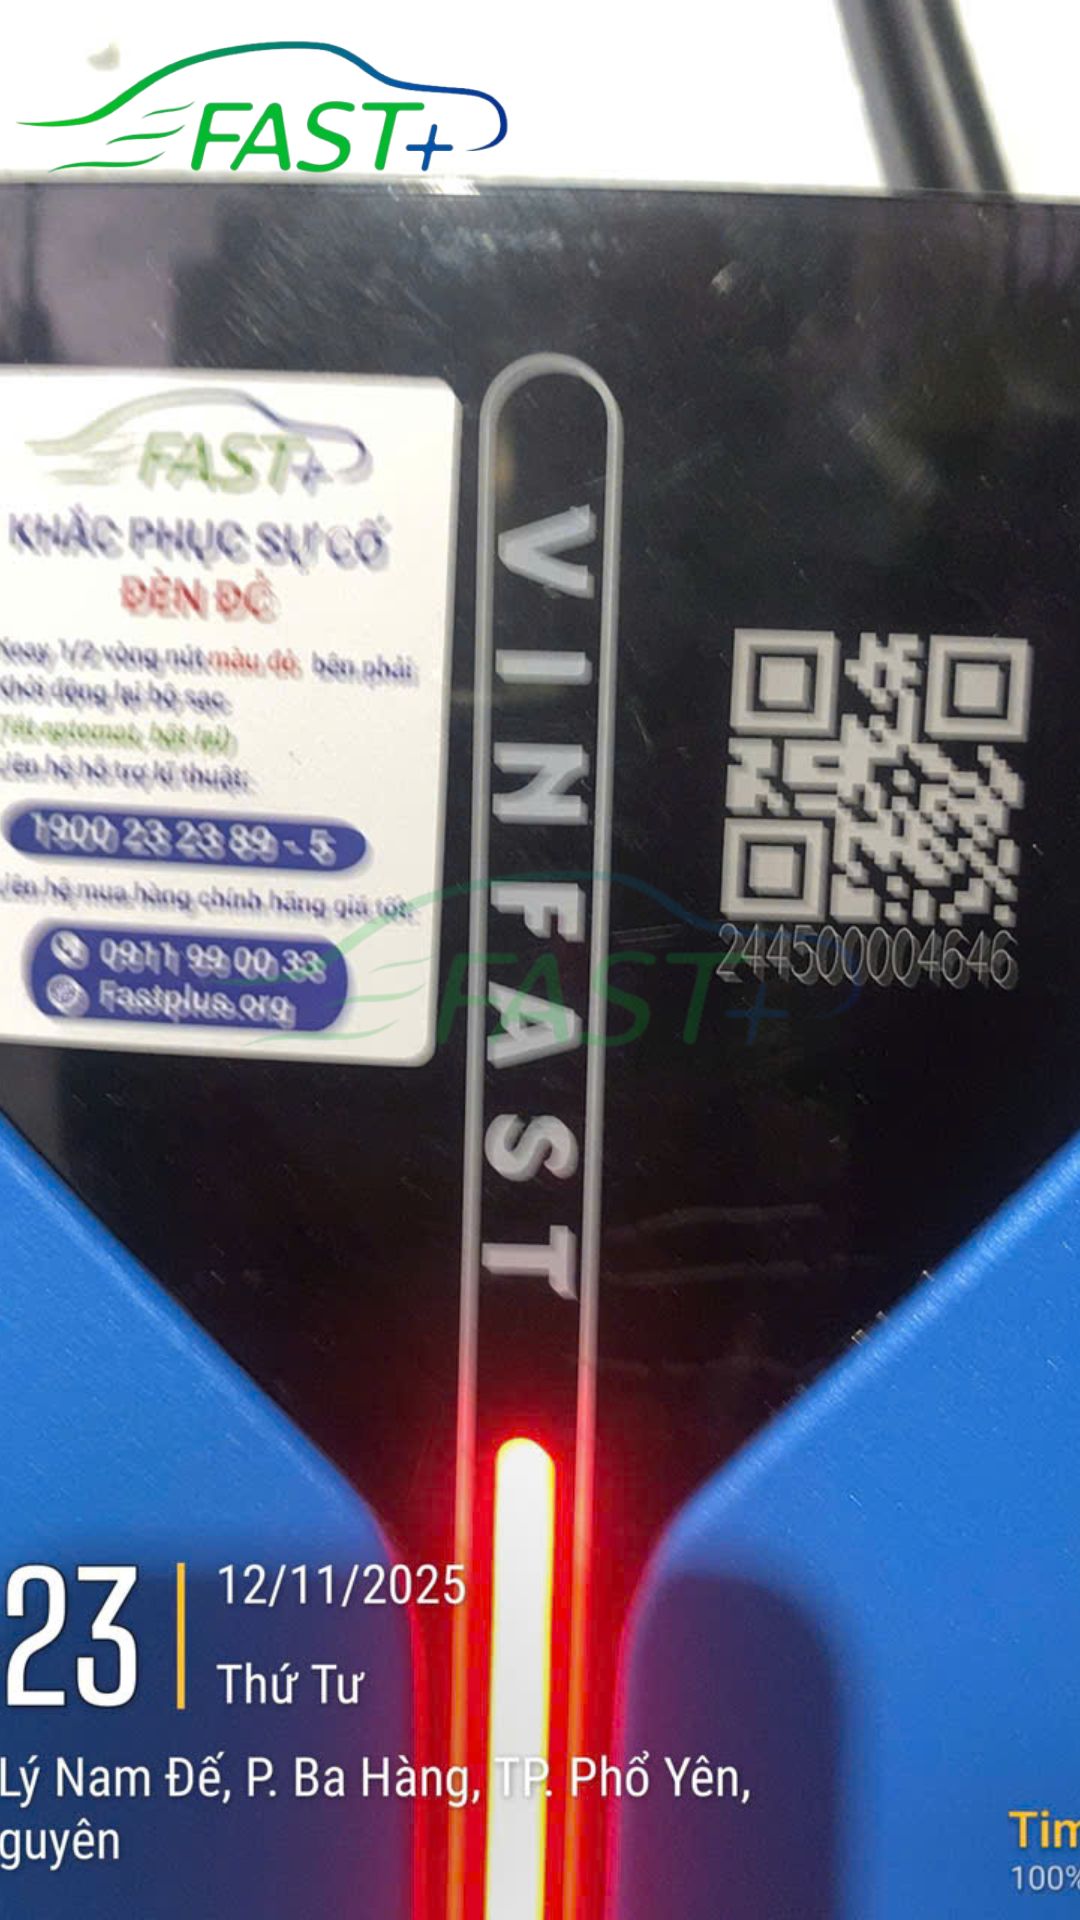 FAST+
FAST+
KHẮC PHỤC SỰ CỐ
ĐÈN ĐỎ
Xoay 1/2 vòng nút màu đỏ bên phải
Khởi động lại bộ sạc
Tắt aptomat, bật lại)
Liên hệ hỗ trợ kĩ thuật:
1900 23 23 89 - 5
Liên hệ mua hàng chính hãng giá tốt:
0911 99 00 33
Fastplus.org
VINFAST
244500004646
FAST+
23
12/11/2025
Thứ Tư
Lý Nam Đế, P. Ba Hàng, TP. Phổ Yên,
guyên
Tim
100%